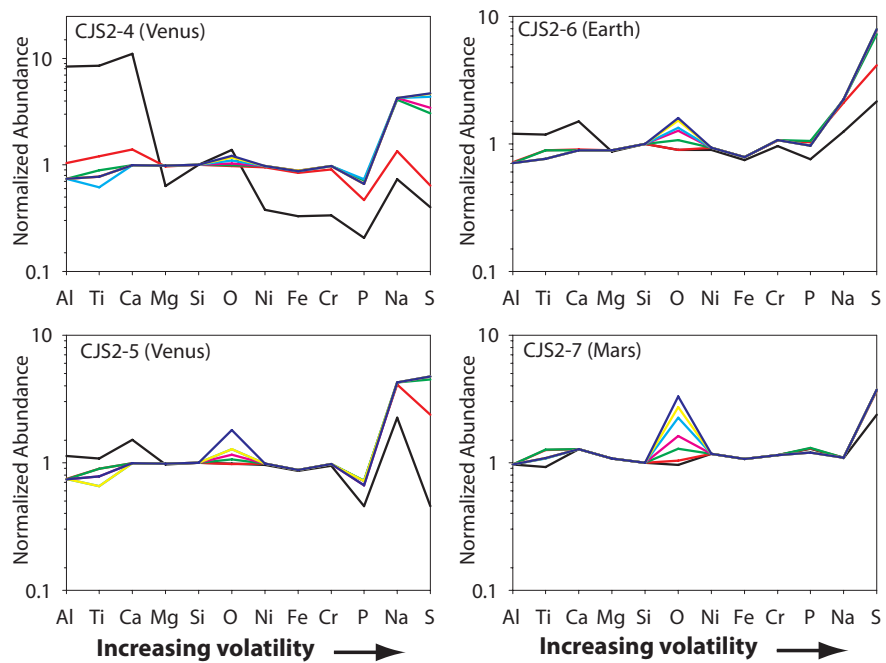 CJS2-4 (Venus)
Normalized Abundance
10
1
0.1
Al Ti Ca Mg Si O Ni Fe Cr P Na S
CJS2-6 (Earth)
Normalized Abundance
10
1
0.1
Al Ti Ca Mg Si O Ni Fe Cr P Na S
CJS2-5 (Venus)
Normalized Abundance
10
1
0.1
Al Ti Ca Mg Si O Ni Fe Cr P Na S
Increasing volatility
CJS2-7 (Mars)
Normalized Abundance
10
1
0.1
Al Ti Ca Mg Si O Ni Fe Cr P Na S
Increasing volatility